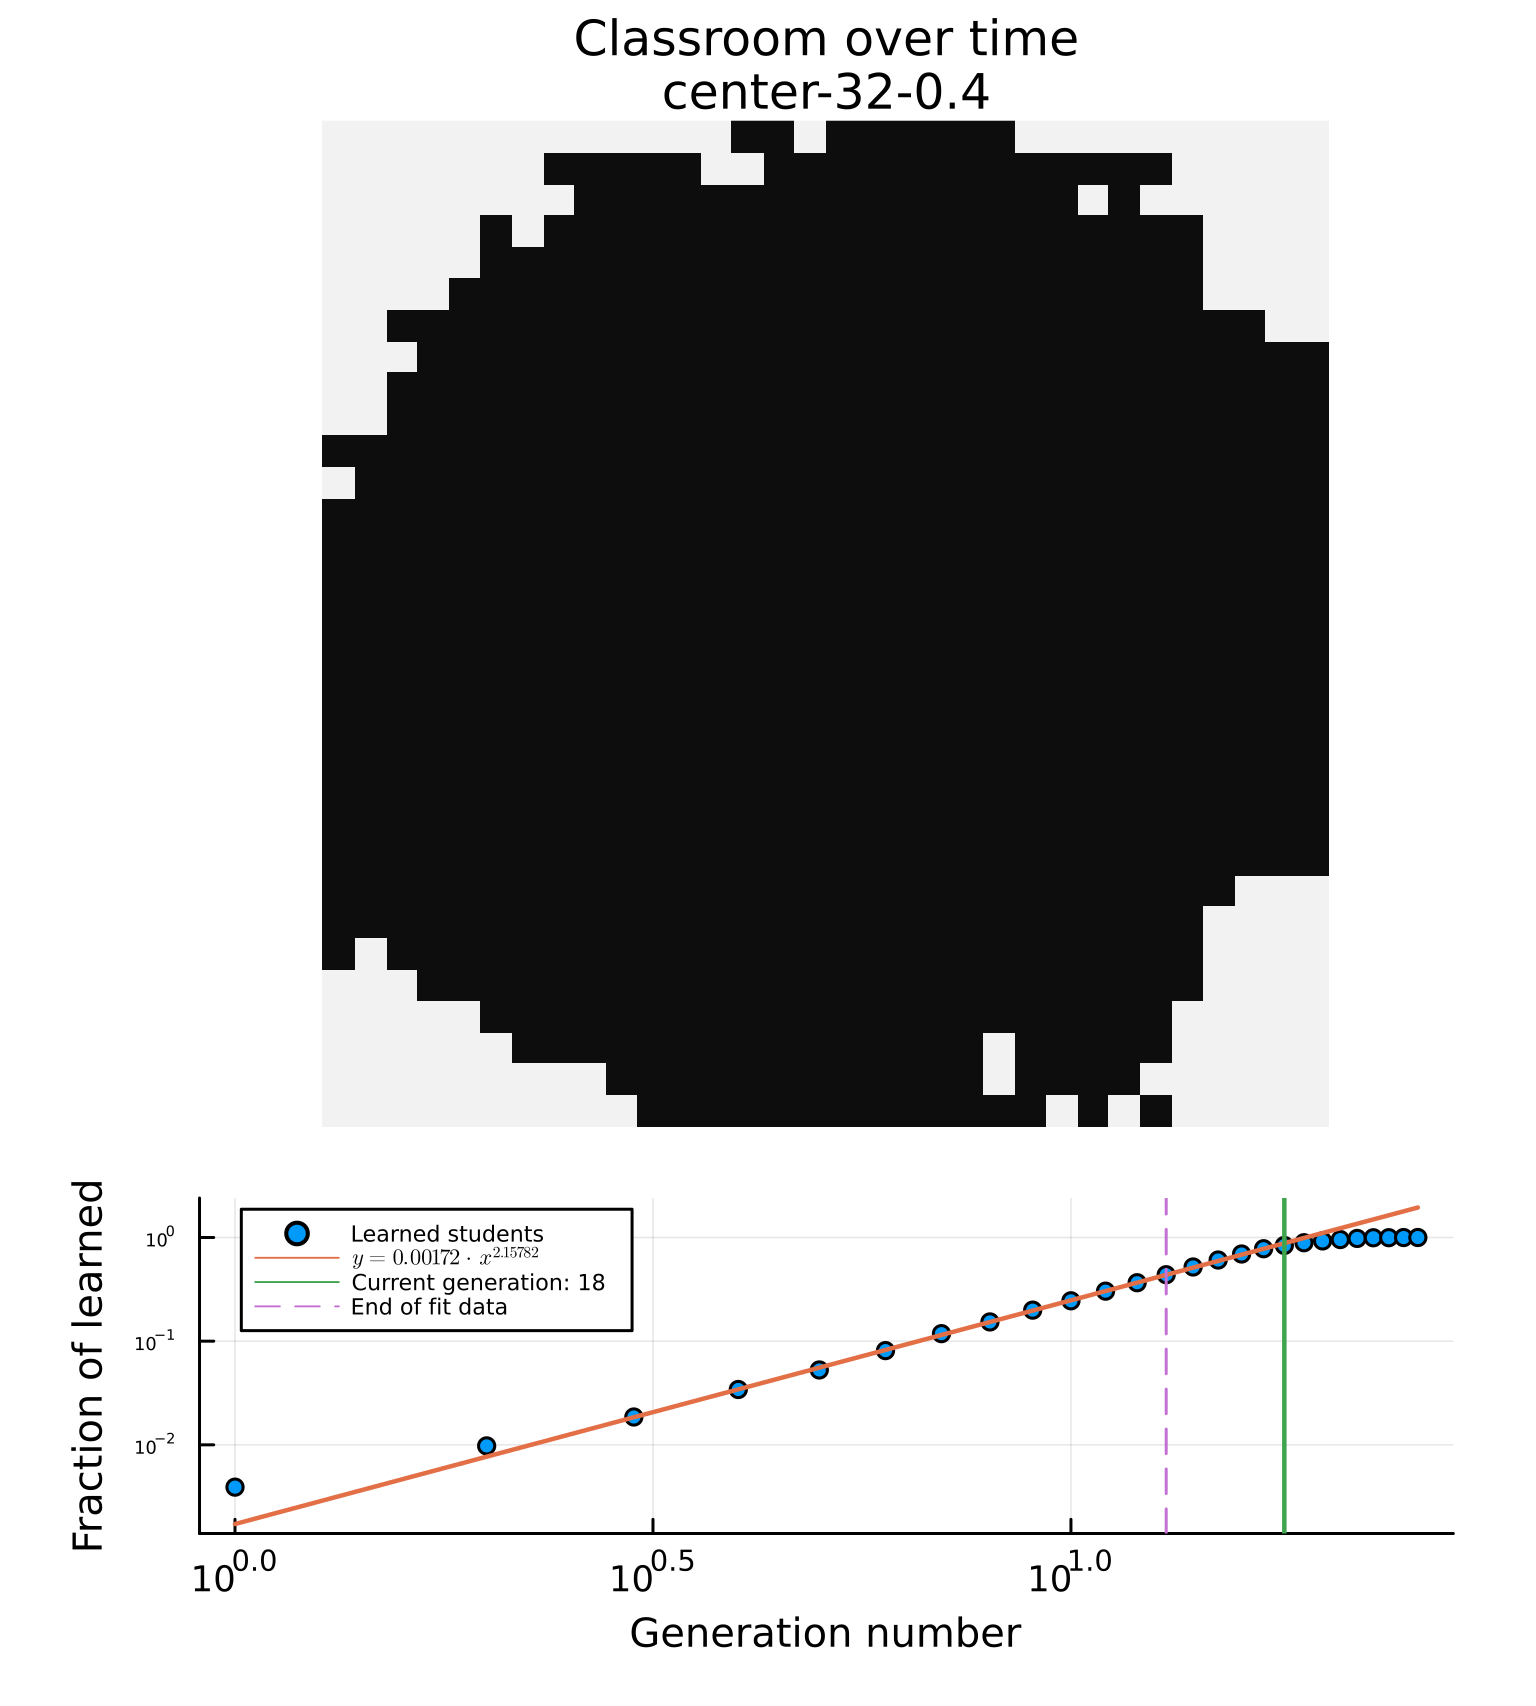 Classroom over time
center-32-0.4
Fraction of learned
10^0
10^−1
10^−2
Learned students
y = 0.00172 · x^2.15782
Current generation: 18
End of fit data
10^0.0
10^0.5
10^1.0
Generation number